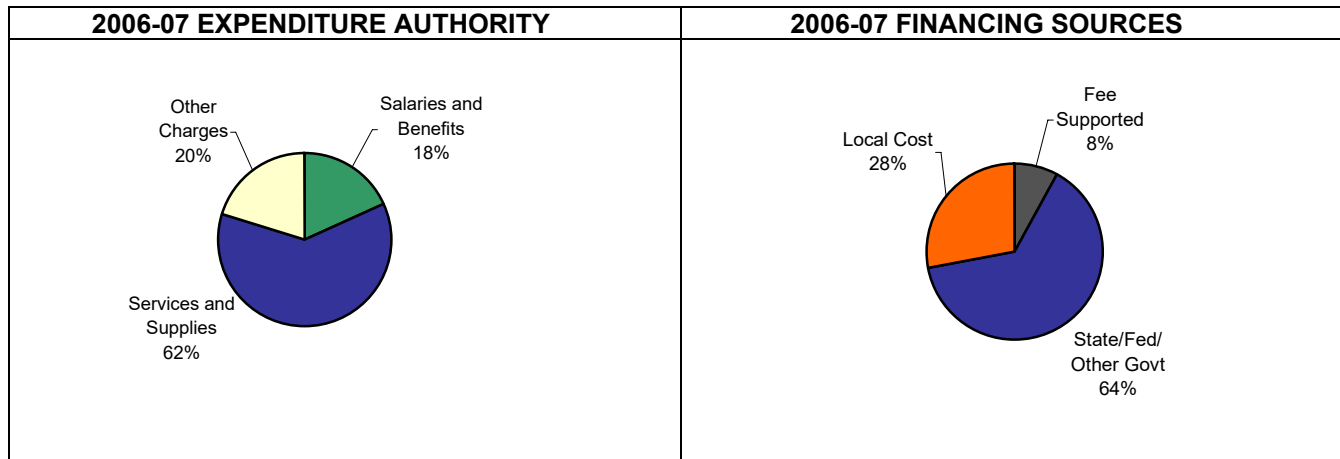 2006-07 EXPENDITURE AUTHORITY
Other
Charges
20%
Salaries and
Benefits
18%
Services and
Supplies
62%
2006-07 FINANCING SOURCES
Fee
Supported
8%
Local Cost
28%
State/Fed/
Other Govt
64%